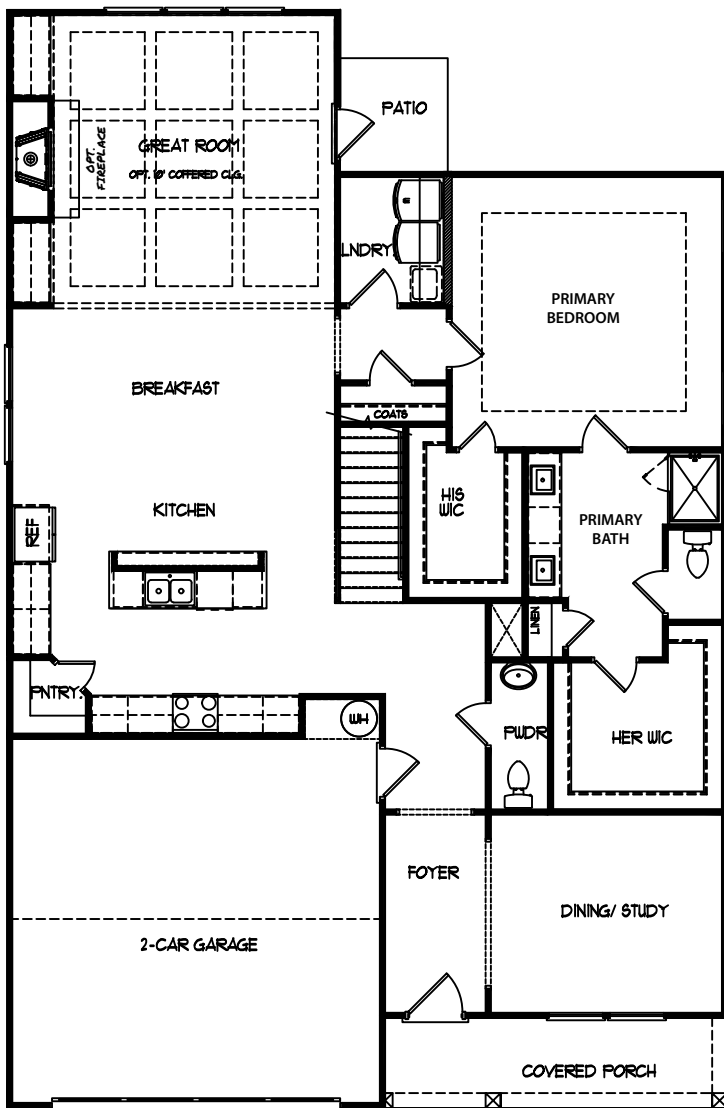 PATIO
GREAT ROOM
OPT. 10' COFFERED CLG.
OPT.
FIREPLACE
LNDRY.
PRIMARY
BEDROOM
BREAKFAST
COATS
HIS
WIC
KITCHEN
REF
PRIMARY
BATH
LINEN
PNTRY.
WH
PWDR
HER WIC
FOYER
DINING/ STUDY
2-CAR GARAGE
COVERED PORCH